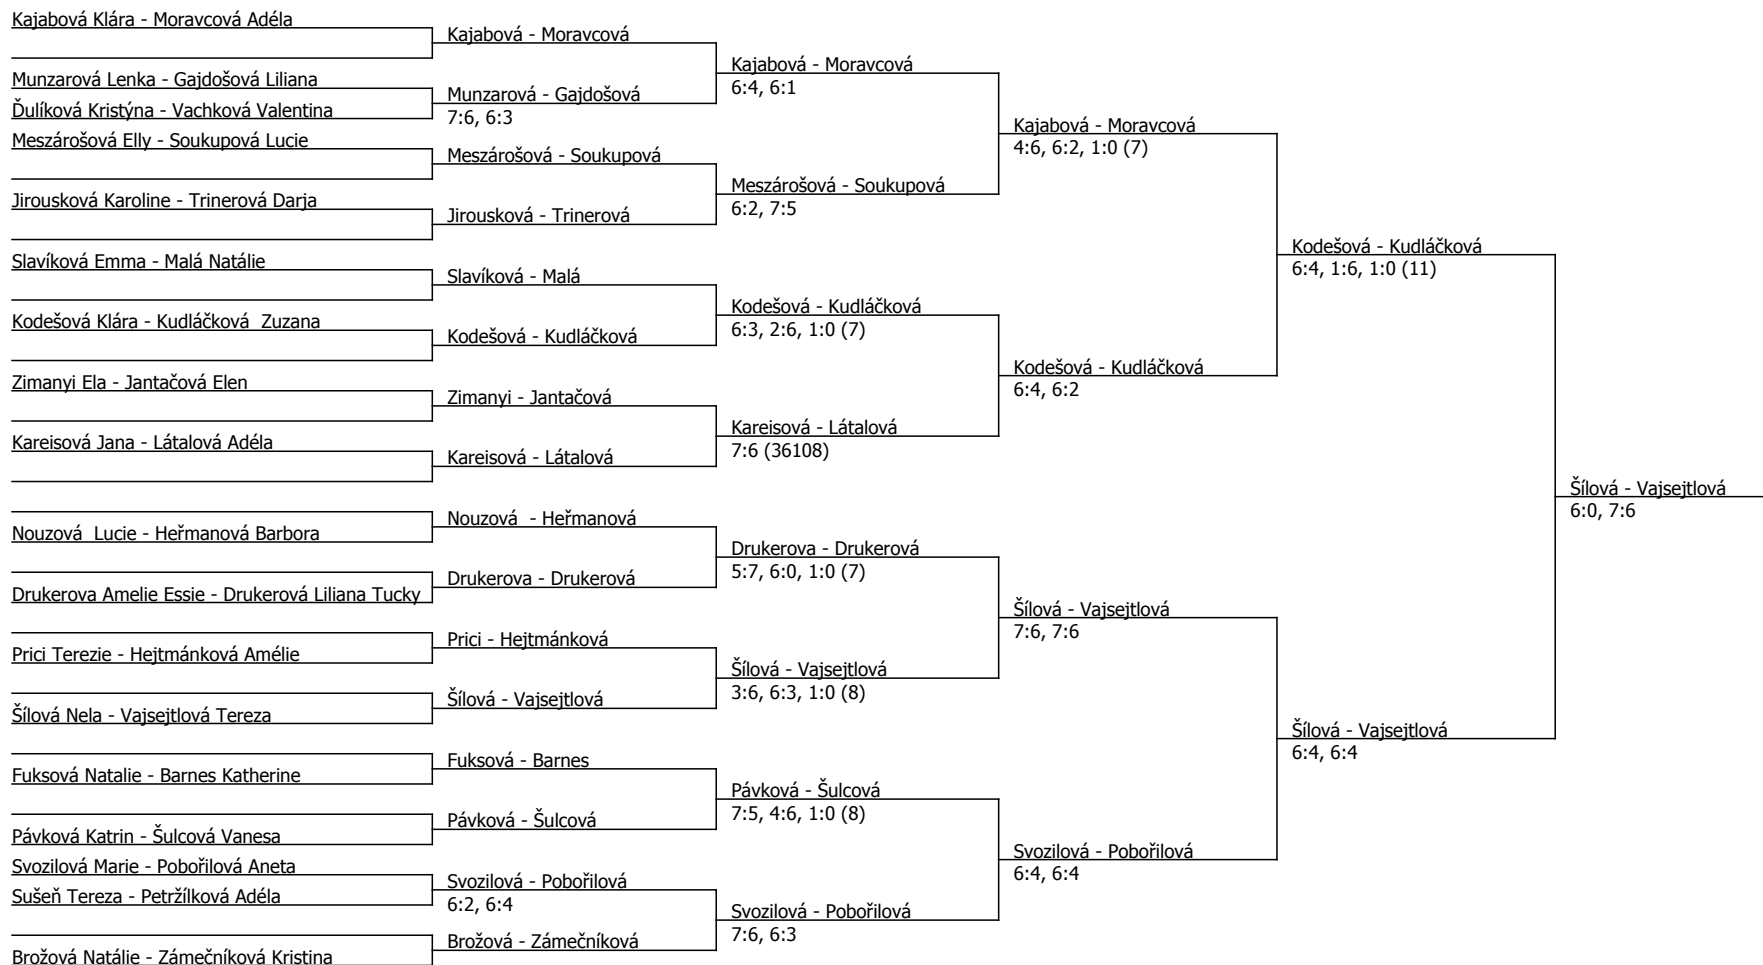 Kajabová Klára - Moravcová Adéla
Munzarová Lenka - Gajdošová Liliana
Ďulíková Kristýna - Vachková Valentina
Meszárošová Elly - Soukupová Lucie
Jirousková Karoline - Trinerová Darja
Slavíková Emma - Malá Natálie
Kodešová Klára - Kudláčková  Zuzana
Zimanyi Ela - Jantačová Elen
Kareisová Jana - Látalová Adéla
Nouzová  Lucie - Heřmanová Barbora
Drukerova Amelie Essie - Drukerová Liliana Tucky
Prici Terezie - Hejtmánková Amélie
Šílová Nela - Vajsejtlová Tereza
Fuksová Natalie - Barnes Katherine
Pávková Katrin - Šulcová Vanesa
Svozilová Marie - Pobořilová Aneta
Sušeň Tereza - Petržílková Adéla
Brožová Natálie - Zámečníková Kristina
Kajabová - Moravcová
Munzarová - Gajdošová
7:6, 6:3
Meszárošová - Soukupová
Jirousková - Trinerová
Slavíková - Malá
Kodešová - Kudláčková
Zimanyi - Jantačová
Kareisová - Látalová
Nouzová  - Heřmanová
Drukerova - Drukerová
Prici - Hejtmánková
Šílová - Vajsejtlová
Fuksová - Barnes
Pávková - Šulcová
Svozilová - Pobořilová
6:2, 6:4
Brožová - Zámečníková
Kajabová - Moravcová
6:4, 6:1
Meszárošová - Soukupová
6:2, 7:5
Kodešová - Kudláčková
6:3, 2:6, 1:0 (7)
Kareisová - Látalová
7:6 (36108)
Drukerova - Drukerová
5:7, 6:0, 1:0 (7)
Šílová - Vajsejtlová
3:6, 6:3, 1:0 (8)
Pávková - Šulcová
7:5, 4:6, 1:0 (8)
Svozilová - Pobořilová
7:6, 6:3
Kajabová - Moravcová
4:6, 6:2, 1:0 (7)
Kodešová - Kudláčková
6:4, 6:2
Šílová - Vajsejtlová
7:6, 7:6
Svozilová - Pobořilová
6:4, 6:4
Kodešová - Kudláčková
6:4, 1:6, 1:0 (11)
Šílová - Vajsejtlová
6:4, 6:4
Šílová - Vajsejtlová
6:0, 7:6